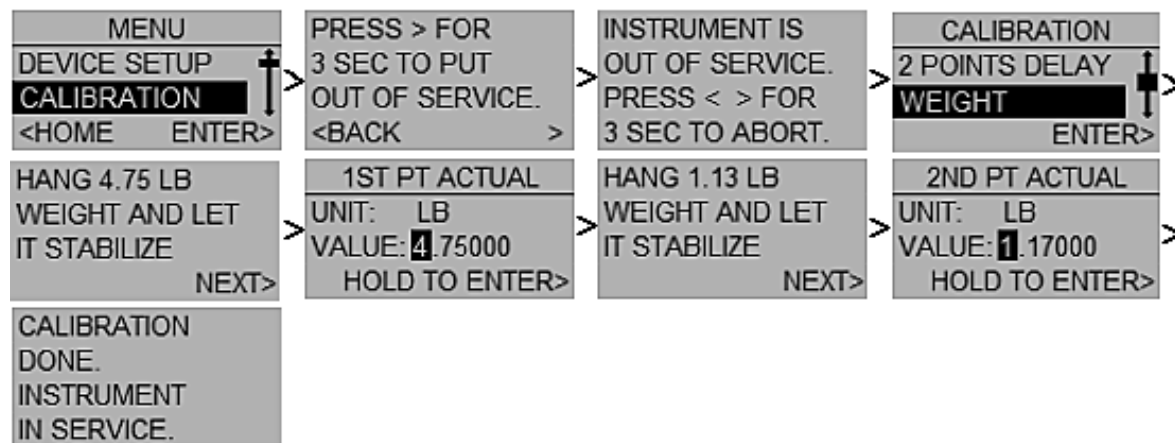 MENU
DEVICE SETUP
CALIBRATION
<HOME ENTER>
>
PRESS > FOR
3 SEC TO PUT
OUT OF SERVICE.
<BACK >
>
INSTRUMENT IS
OUT OF SERVICE.
PRESS < > FOR
3 SEC TO ABORT.
>
CALIBRATION
2 POINTS DELAY
WEIGHT
ENTER>
>
HANG 4.75 LB
WEIGHT AND LET
IT STABILIZE
NEXT>
>
1ST PT ACTUAL
UNIT: LB
VALUE: 4.75000
HOLD TO ENTER>
>
HANG 1.13 LB
WEIGHT AND LET
IT STABILIZE
NEXT>
>
2ND PT ACTUAL
UNIT: LB
VALUE: 1.17000
HOLD TO ENTER>
>
CALIBRATION
DONE.
INSTRUMENT
IN SERVICE.